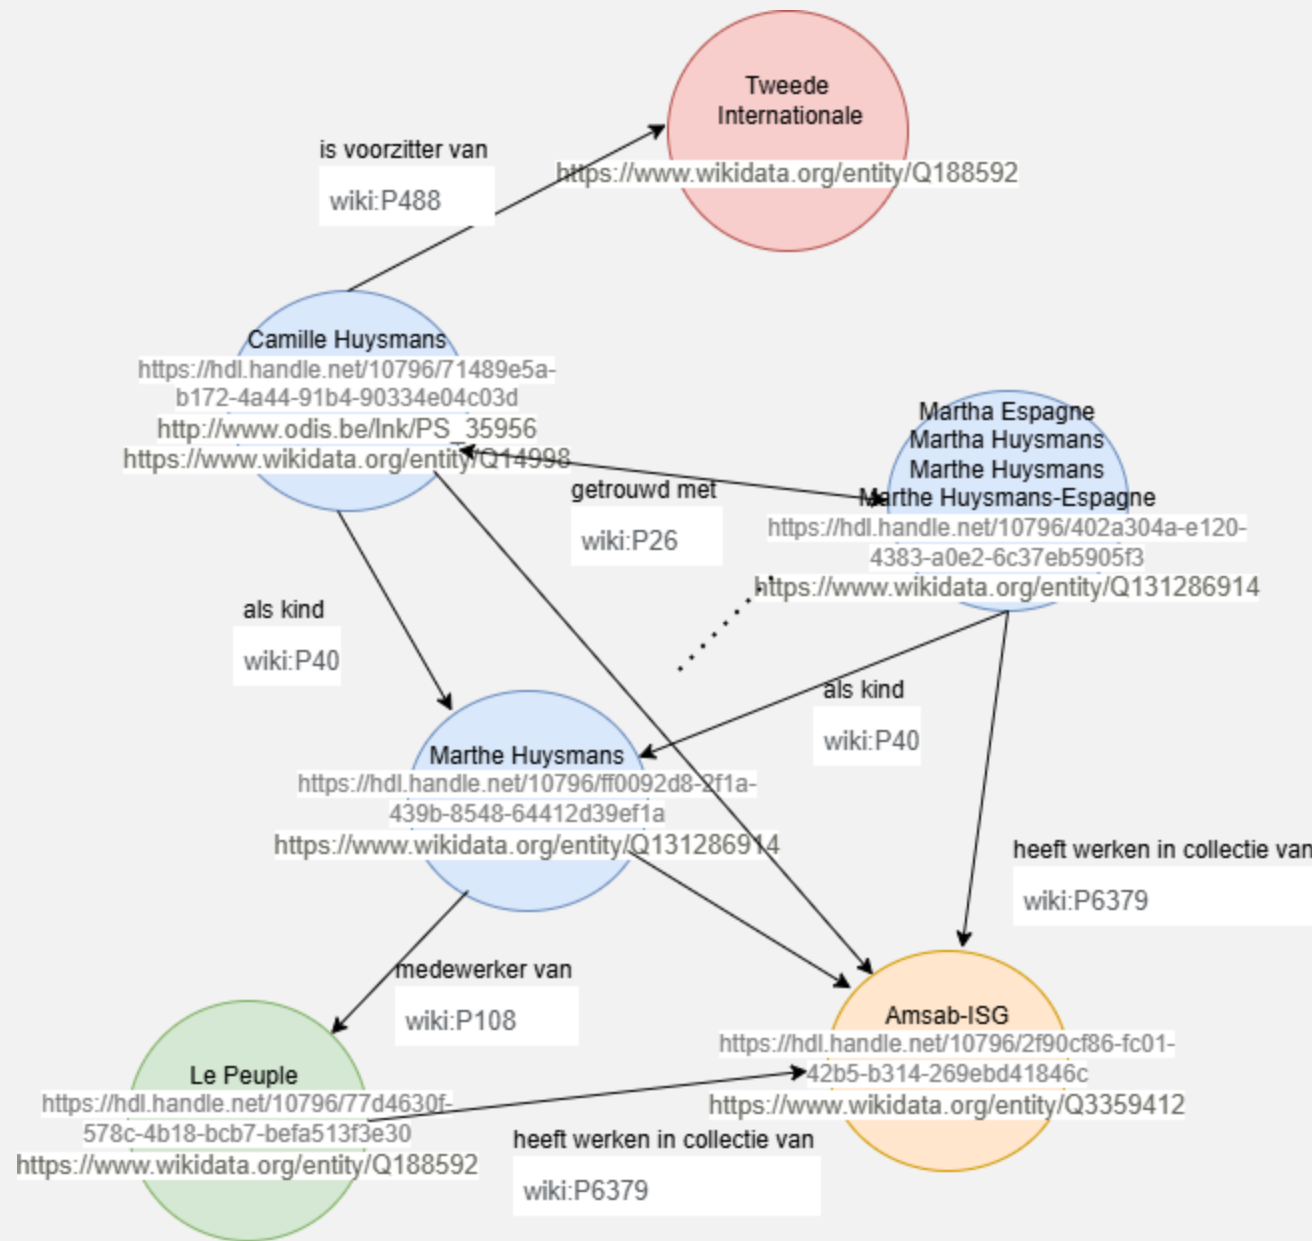 Tweede
Internationale
https://www.wikidata.org/entity/Q188592
is voorzitter van
wiki:P488
Camille Huysmans
https://hdl.handle.net/10796/71489e5a-
b172-4a44-91b4-90334e04c03d
http://www.odis.be/lnk/PS_35956
https://www.wikidata.org/entity/Q14998
getrouwd met
wiki:P26
Martha Espagne
Martha Huysmans
Marthe Huysmans
Marthe Huysmans-Espagne
https://hdl.handle.net/10796/402a304a-e120-
4383-a0e2-6c37eb5905f3
https://www.wikidata.org/entity/Q131286914
als kind
wiki:P40
als kind
wiki:P40
Marthe Huysmans
https://hdl.handle.net/10796/ff0092d8-2f1a-
439b-8548-64412d39ef1a
https://www.wikidata.org/entity/Q131286914
heeft werken in collectie van
wiki:P6379
medewerker van
wiki:P108
Amsab-ISG
https://hdl.handle.net/10796/2f90cf86-fc01-
42b5-b314-269ebd41846c
https://www.wikidata.org/entity/Q3359412
Le Peuple
https://hdl.handle.net/10796/77d4630f-
578c-4b18-bcb7-befa513f3e30
https://www.wikidata.org/entity/Q188592
heeft werken in collectie van
wiki:P6379